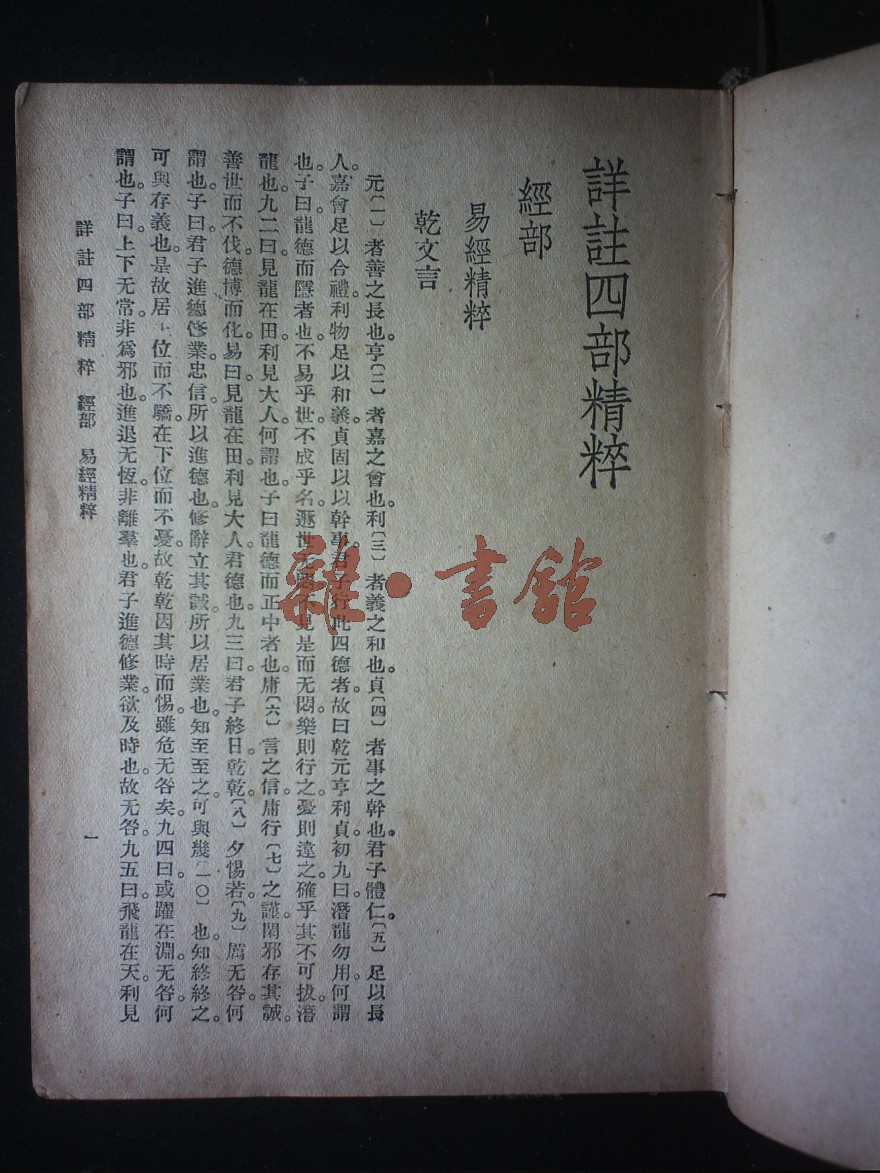 詳註四部精粹
經部
易經精粹
乾文言
元〔一〕者善之長也。亨〔二〕者嘉之會也。利〔三〕者義之和也。貞〔四〕者事之幹也。君子體仁〔五〕足以長
人。嘉會足以合禮。利物足以和義。貞固以以幹事。君子行此四德者。故曰乾元亨利貞。初九曰潛龍勿用。何謂
也。子曰。龍德而隱者也。不易乎世。不成乎名。遯世无悶。不見是而无悶。樂則行之。憂則違之。確乎其不可拔。潛
龍也。九二曰。見龍在田。利見大人。何謂也。子曰。龍德而正中者也。庸〔六〕言之信。庸行〔七〕之謹。閑邪存其誠。
善世而不伐。德博而化。易曰。見龍在田。利見大人。君德也。九三曰。君子終日乾乾〔八〕夕惕若〔九〕厲无咎。何
謂也。子曰。君子進德修業。忠信所以進德也。修辭立其誠。所以居業也。知至至之。可與幾〔一〇〕也。知終終之。
可與存義也。是故居上位而不驕。在下位而不憂。故乾乾因其時而惕。雖危无咎矣。九四曰。或躍在淵。无咎。何
謂也。子曰。上下无常。非爲邪也。進退无恆。非離羣也。君子進德修業。欲及時也。故无咎。九五曰。飛龍在天。利見
詳註四部精粹 經部 易經精粹 一
雜·書館